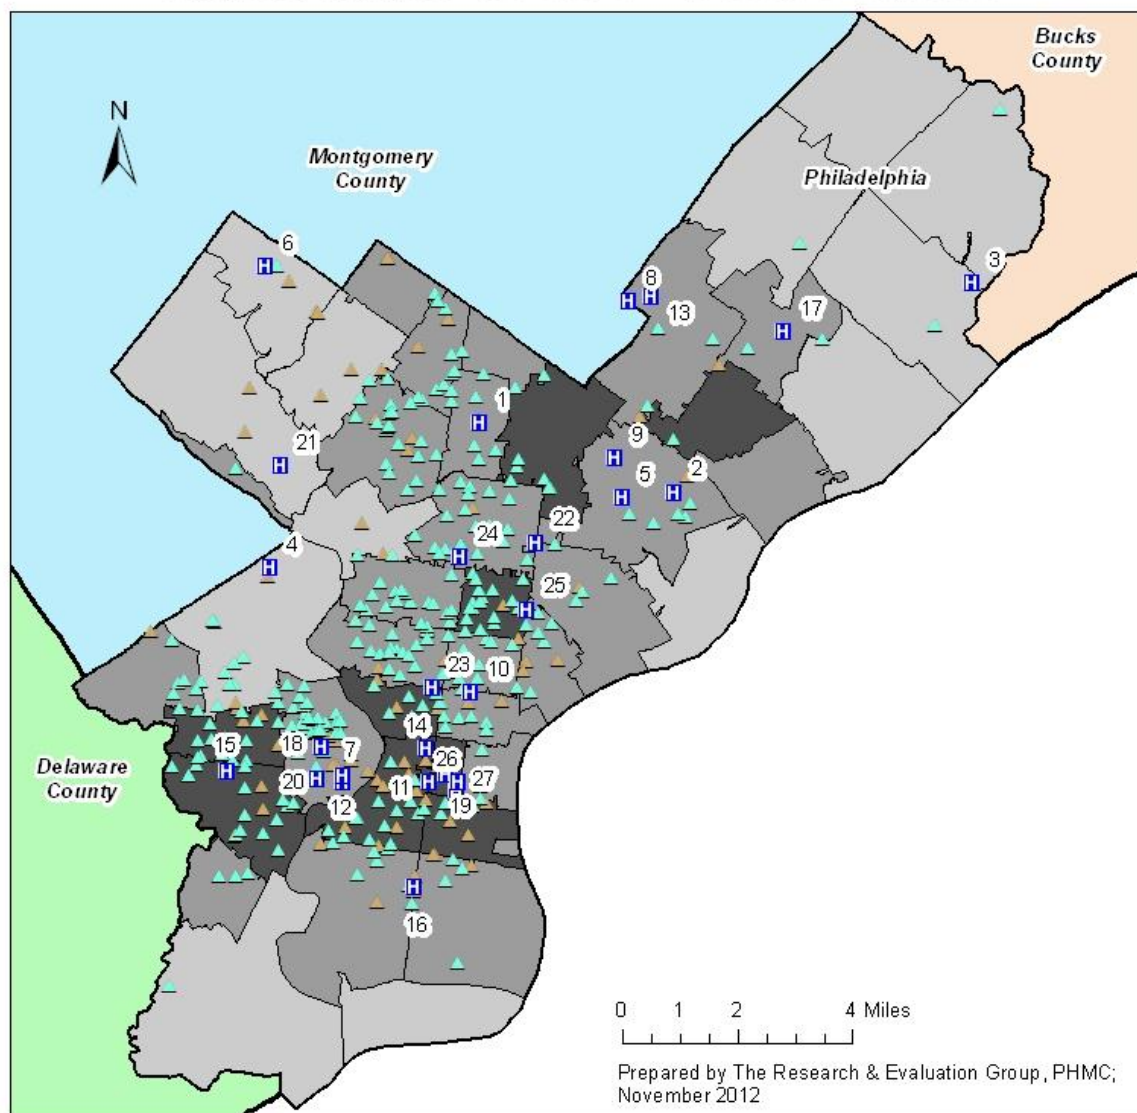 Bucks
County
N
Montgomery
County
Philadelphia
6
H
3
H
8
H
H
13
17
H
1
H
21
H
9
H
5
2
H
H
22
24
H
H
4
H
25
H
23
10
H
H
14
H
15
H
18
H
7
H
H
20
H
12
11
26
H
H
27
H
19
Delaware
County
H
16
0 1 2 4 Miles
Prepared by The Research & Evaluation Group, PHMC;
November 2012